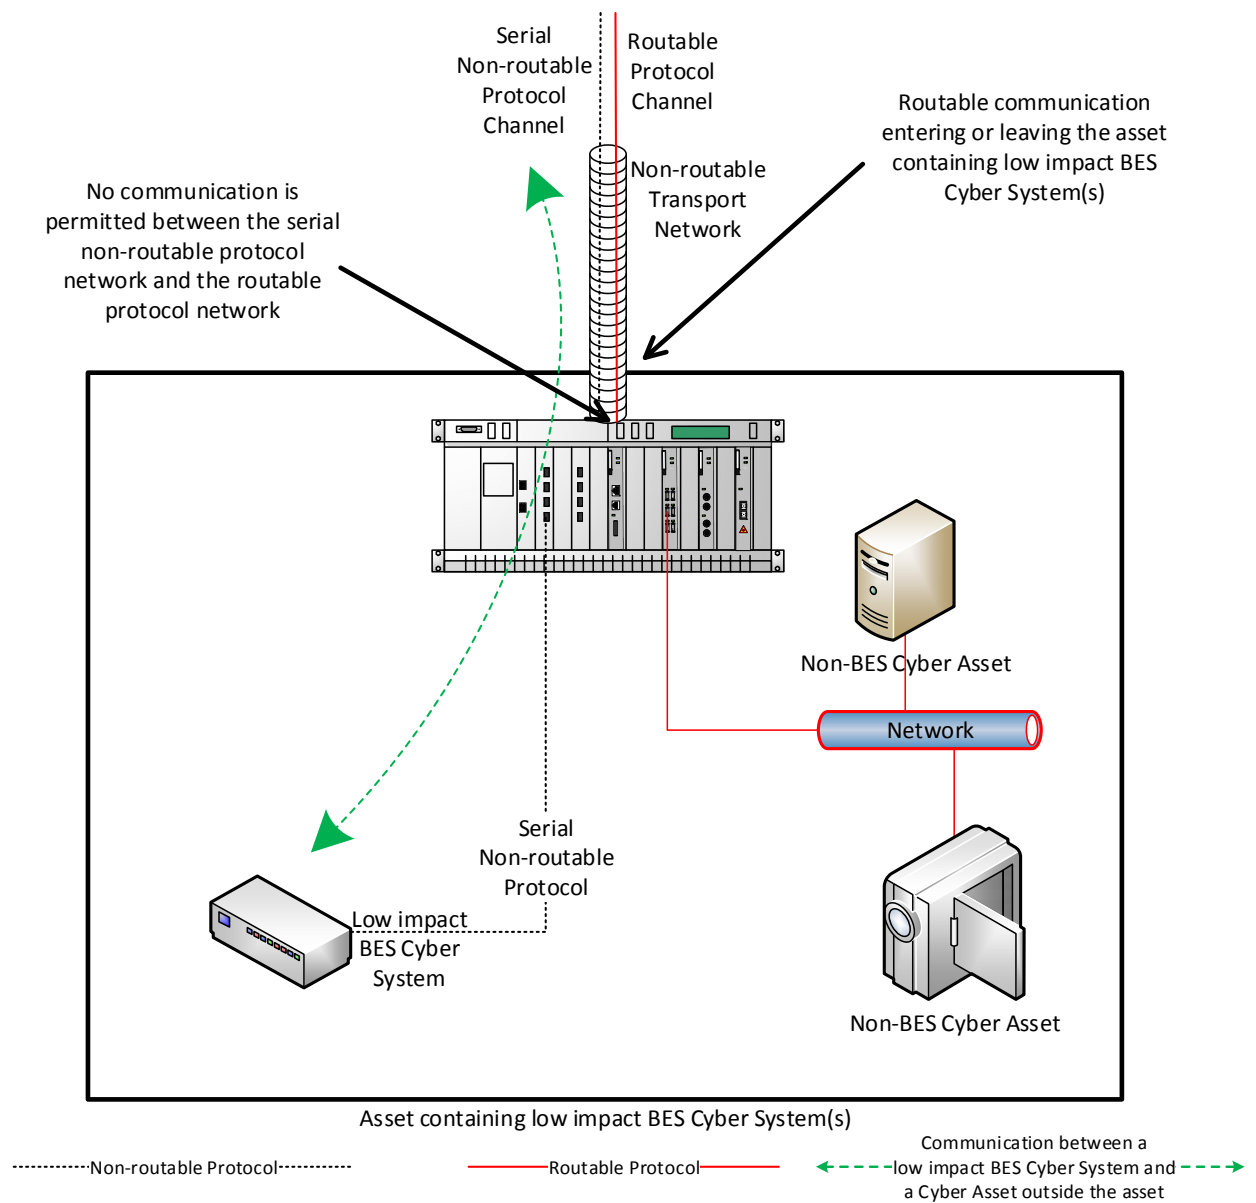 Serial
Non-routable
Protocol
Channel
Routable
Protocol
Channel
Routable communication
entering or leaving the asset
containing low impact BES
Cyber System(s)
Non-routable
Transport
Network
No communication is
permitted between the serial
non-routable protocol
network and the routable
protocol network
Non-BES Cyber Asset
Network
Serial
Non-routable
Protocol
Low impact
BES Cyber
System
Non-BES Cyber Asset
Asset containing low impact BES Cyber System(s)
Non-routable Protocol
Routable Protocol
Communication between a
low impact BES Cyber System and
a Cyber Asset outside the asset